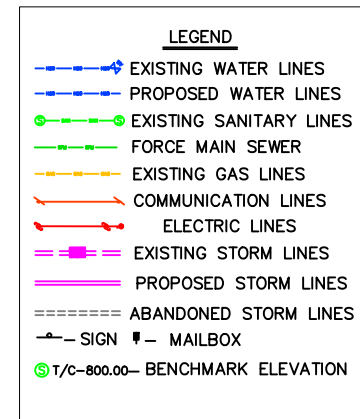 LEGEND
EXISTING WATER LINES
PROPOSED WATER LINES
S S EXISTING SANITARY LINES
FORCE MAIN SEWER
EXISTING GAS LINES
COMMUNICATION LINES
ELECTRIC LINES
EXISTING STORM LINES
PROPOSED STORM LINES
ABANDONED STORM LINES
— SIGN — MAILBOX
S T/C-800.00— BENCHMARK ELEVATION